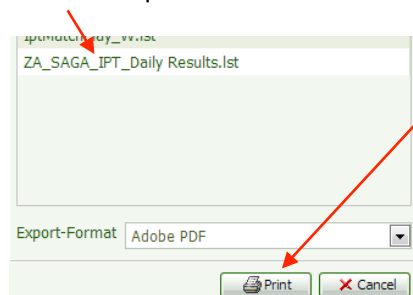 ZA_SAGA_IPT_Daily Results.lst
Export-Format Adobe PDF
Print Cancel